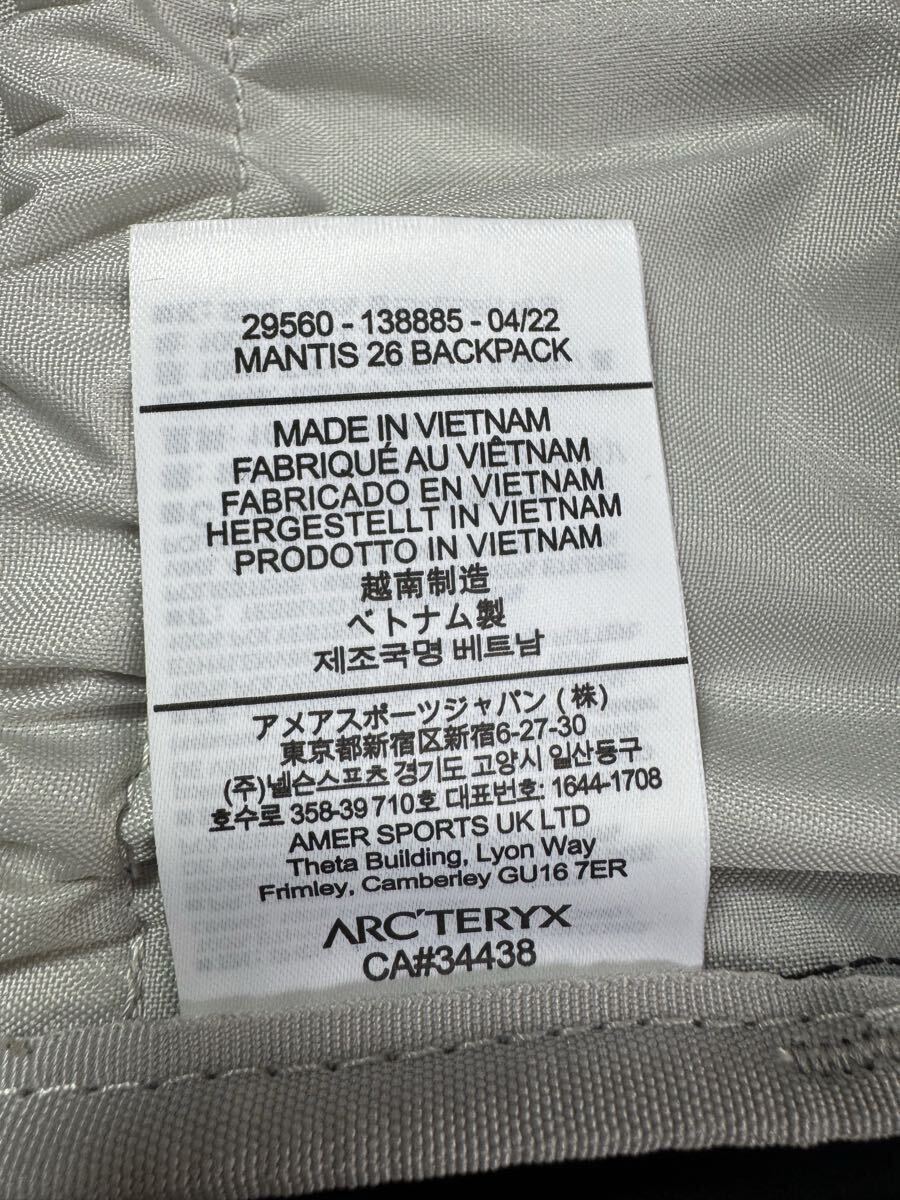 29560 - 138885 - 04/22
MANTIS 26 BACKPACK
MADE IN VIETNAM
FABRIQUÉ AU VIÊTNAM
FABRICADO EN VIETNAM
HERGESTELLT IN VIETNAM
PRODOTTO IN VIETNAM
越南制造
ベトナム製
제조국명 베트남
アメアスポーツジャパン (株)
東京都新宿区新宿6-27-30
(주)넬슨스포츠 경기도 고양시 일산동구
호수로 358-39 710호 대표번호: 1644-1708
AMER SPORTS UK LTD
Theta Building, Lyon Way
Frimley, Camberley GU16 7ER
ARC'TERYX
CA#34438